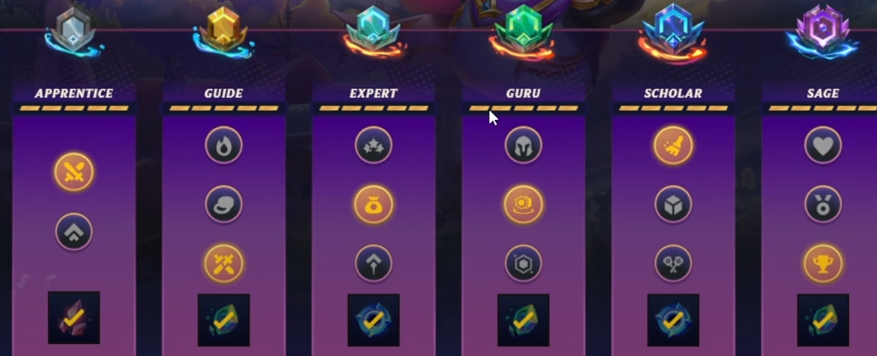 APPRENTICE
GUIDE
EXPERT
GURU
SCHOLAR
SAGE